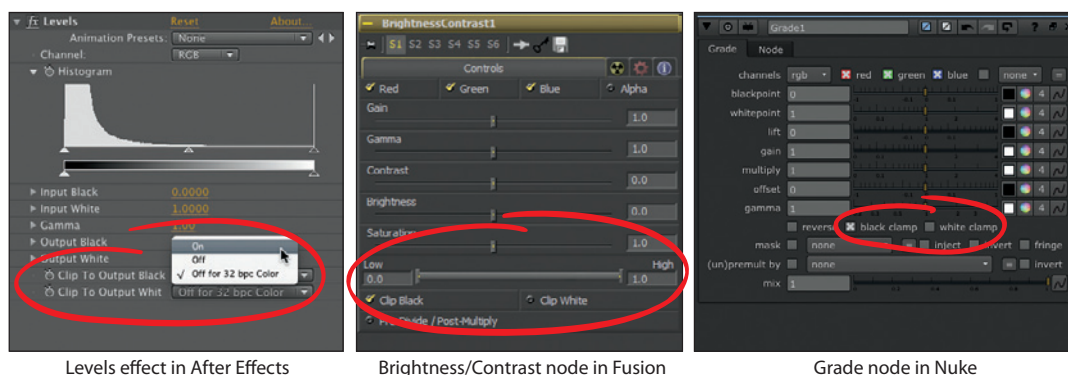 fx Levels Reset About...
Animation Presets: None
Channel: RGB
Histogram
Input Black 0.0000
Input White 1.0000
Gamma 1.00
Output Black
Output White
On
Off
√ Off for 32 bpc Color
Clip To Output Black
Clip To Output Whit Off for 32 bpc Color
Levels effect in After Effects
BrightnessContrast1
S1 S2 S3 S4 S5 S6
Controls
Red Green Blue Alpha
Gain
1.0
Gamma
1.0
Contrast
0.0
Brightness
0.0
Saturation
1.0
Low High
0.0 1.0
Clip Black Clip White
Pre-Divide / Post-Multiply
Brightness/Contrast node in Fusion
Grade1
Grade Node
channels rgb red green blue none =
blackpoint 0 4
whitepoint 1 4
lift 0 4
gain 1 4
multiply 1 4
offset 0 4
gamma 1 4
reverse black clamp white clamp
mask none = inject invert fringe
(un)premult by none = invert
mix 1
Grade node in Nuke